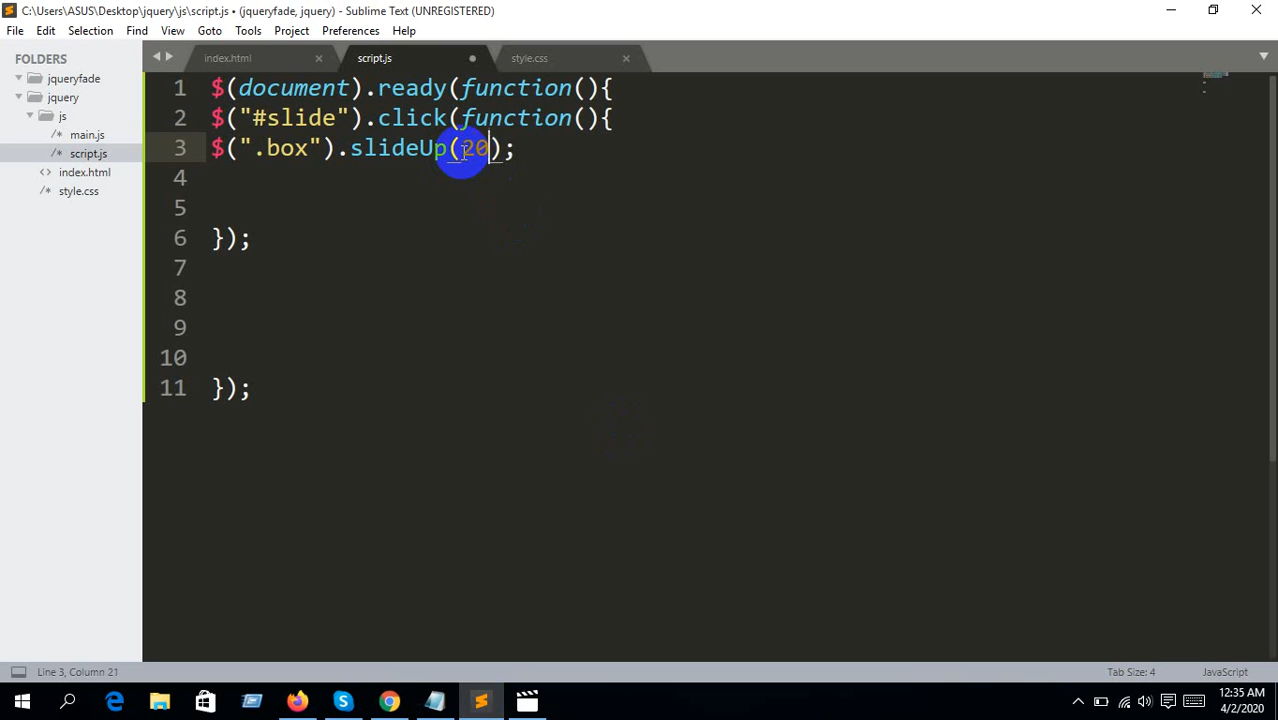 C:\Users\ASUS\Desktop\jquery\js\script.js • (jqueryfade, jquery) - Sublime Text (UNREGISTERED)
File Edit Selection Find View Goto Tools Project Preferences Help
FOLDERS
jqueryfade
jquery
js
/* main.js
/* script.js
<> index.html
/* style.css
index.html script.js style.css
1 $(document).ready(function(){
2 $("#slide").click(function(){
3 $(".box").slideUp(20);
4
5
6 });
7
8
9
10
11 });
Line 3, Column 21 Tab Size: 4 JavaScript
12:35 AM
4/2/2020